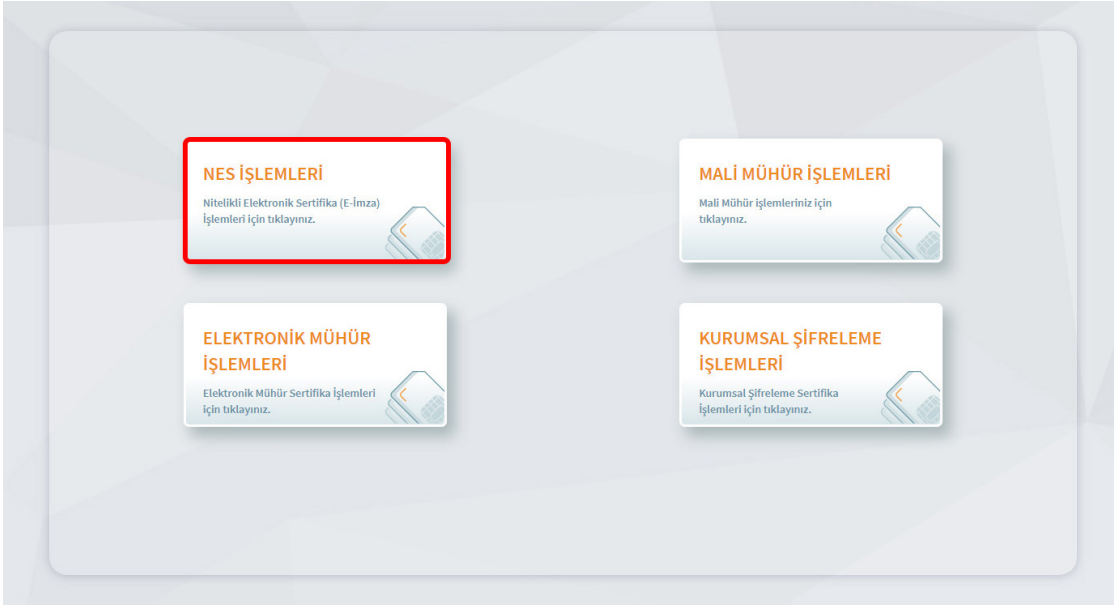 NES İŞLEMLERİ
Nitelikli Elektronik Sertifika (E-İmza)
İşlemleri için tıklayınız.
MALİ MÜHÜR İŞLEMLERİ
Mali Mühür işlemleriniz için
tıklayınız.
ELEKTRONİK MÜHÜR
İŞLEMLERİ
Elektronik Mühür Sertifika İşlemleri
için tıklayınız.
KURUMSAL ŞİFRELEME
İŞLEMLERİ
Kurumsal Şifreleme Sertifika
İşlemleri için tıklayınız.